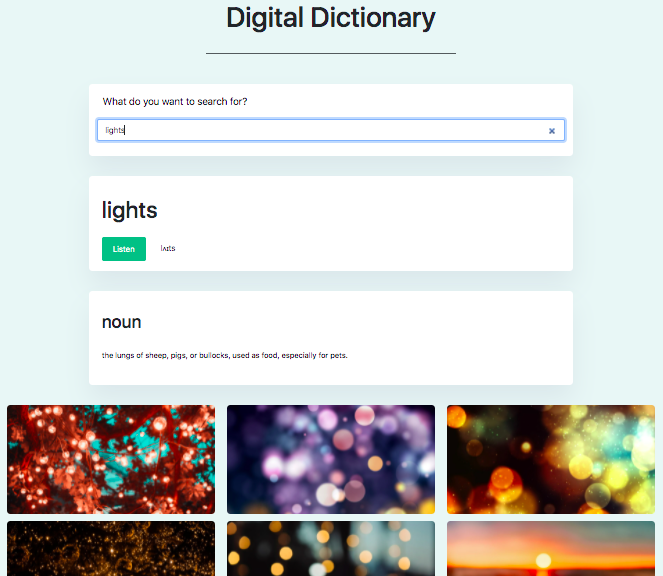 Digital Dictionary
What do you want to search for?
lights
lights
Listen
lʌɪts
noun
the lungs of sheep, pigs, or bullocks, used as food, especially for pets.